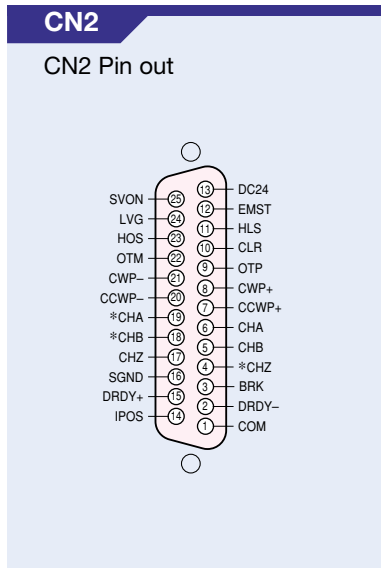 CN2
CN2 Pin out
SVON 25 13 DC24
LVG 24 12 EMST
HOS 23 11 HLS
OTM 22 10 CLR
CWP– 21 9 OTP
CCWP– 20 8 CWP+
*CHA 19 7 CCWP+
*CHB 18 6 CHA
CHZ 17 5 CHB
SGND 16 4 *CHZ
DRDY+ 15 3 BRK
IPOS 14 2 DRDY–
1 COM